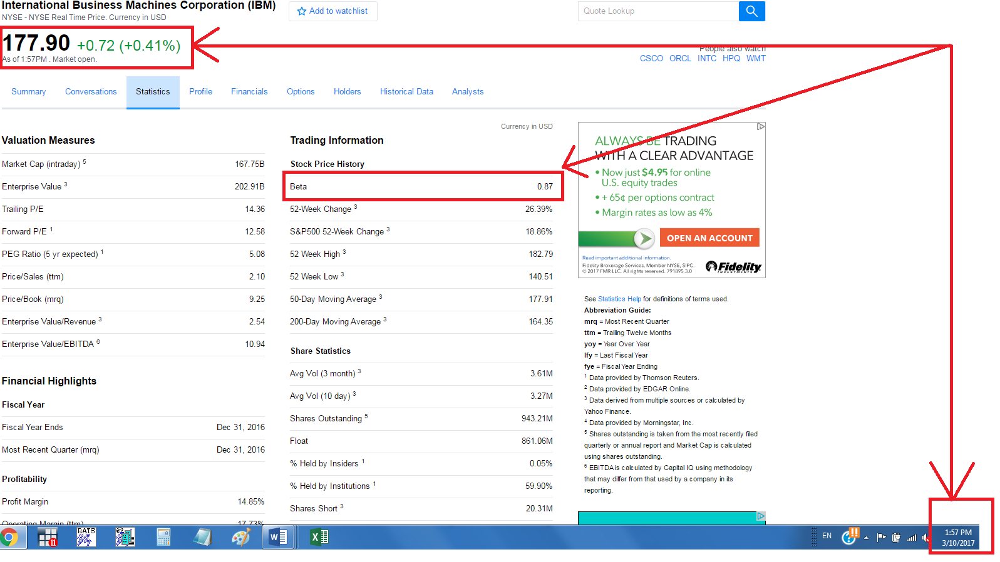 International Business Machines Corporation (IBM)
NYSE - NYSE Real Time Price. Currency in USD
Add to watchlist
Quote Lookup
177.90 +0.72 (+0.41%)
As of 1:57PM . Market open.
People also watch
CSCO ORCL INTC HPQ WMT
Summary Conversations Statistics Profile Financials Options Holders Historical Data Analysts
Currency in USD
Valuation Measures
Market Cap (intraday) 5 167.75B
Enterprise Value 3 202.91B
Trailing P/E 14.36
Forward P/E 1 12.58
PEG Ratio (5 yr expected) 1 5.08
Price/Sales (ttm) 2.10
Price/Book (mrq) 9.25
Enterprise Value/Revenue 3 2.54
Enterprise Value/EBITDA 6 10.94
Financial Highlights
Fiscal Year
Fiscal Year Ends Dec 31, 2016
Most Recent Quarter (mrq) Dec 31, 2016
Profitability
Profit Margin 14.85%
Operating Margin (ttm) 17.73%
Trading Information
Stock Price History
Beta 0.87
52-Week Change 3 26.39%
S&P500 52-Week Change 3 18.86%
52 Week High 3 182.79
52 Week Low 3 140.51
50-Day Moving Average 3 177.91
200-Day Moving Average 3 164.35
Share Statistics
Avg Vol (3 month) 3 3.61M
Avg Vol (10 day) 3 3.27M
Shares Outstanding 5 943.21M
Float 861.06M
% Held by Insiders 1 0.05%
% Held by Institutions 1 59.90%
Shares Short 3 20.31M
ALWAYS BE TRADING
WITH A CLEAR ADVANTAGE
• Now just $4.95 for online
U.S. equity trades
• + 65¢ per options contract
• Margin rates as low as 4%
OPEN AN ACCOUNT
Read important additional information.
Fidelity Brokerage Services, Member NYSE, SIPC.
© 2017 FMR LLC. All rights reserved. 791895.3.0
Fidelity
INVESTMENTS
See Statistics Help for definitions of terms used.
Abbreviation Guide:
mrq = Most Recent Quarter
ttm = Trailing Twelve Months
yoy = Year Over Year
lfy = Last Fiscal Year
fye = Fiscal Year Ending
1 Data provided by Thomson Reuters.
2 Data provided by EDGAR Online.
3 Data derived from multiple sources or calculated by
Yahoo Finance.
4 Data provided by Morningstar, Inc.
5 Shares outstanding is taken from the most recently filed
quarterly or annual report and Market Cap is calculated
using shares outstanding.
6 EBITDA is calculated by Capital IQ using methodology
that may differ from that used by a company in its
reporting.
11
RATS
EN
1:57 PM
3/10/2017